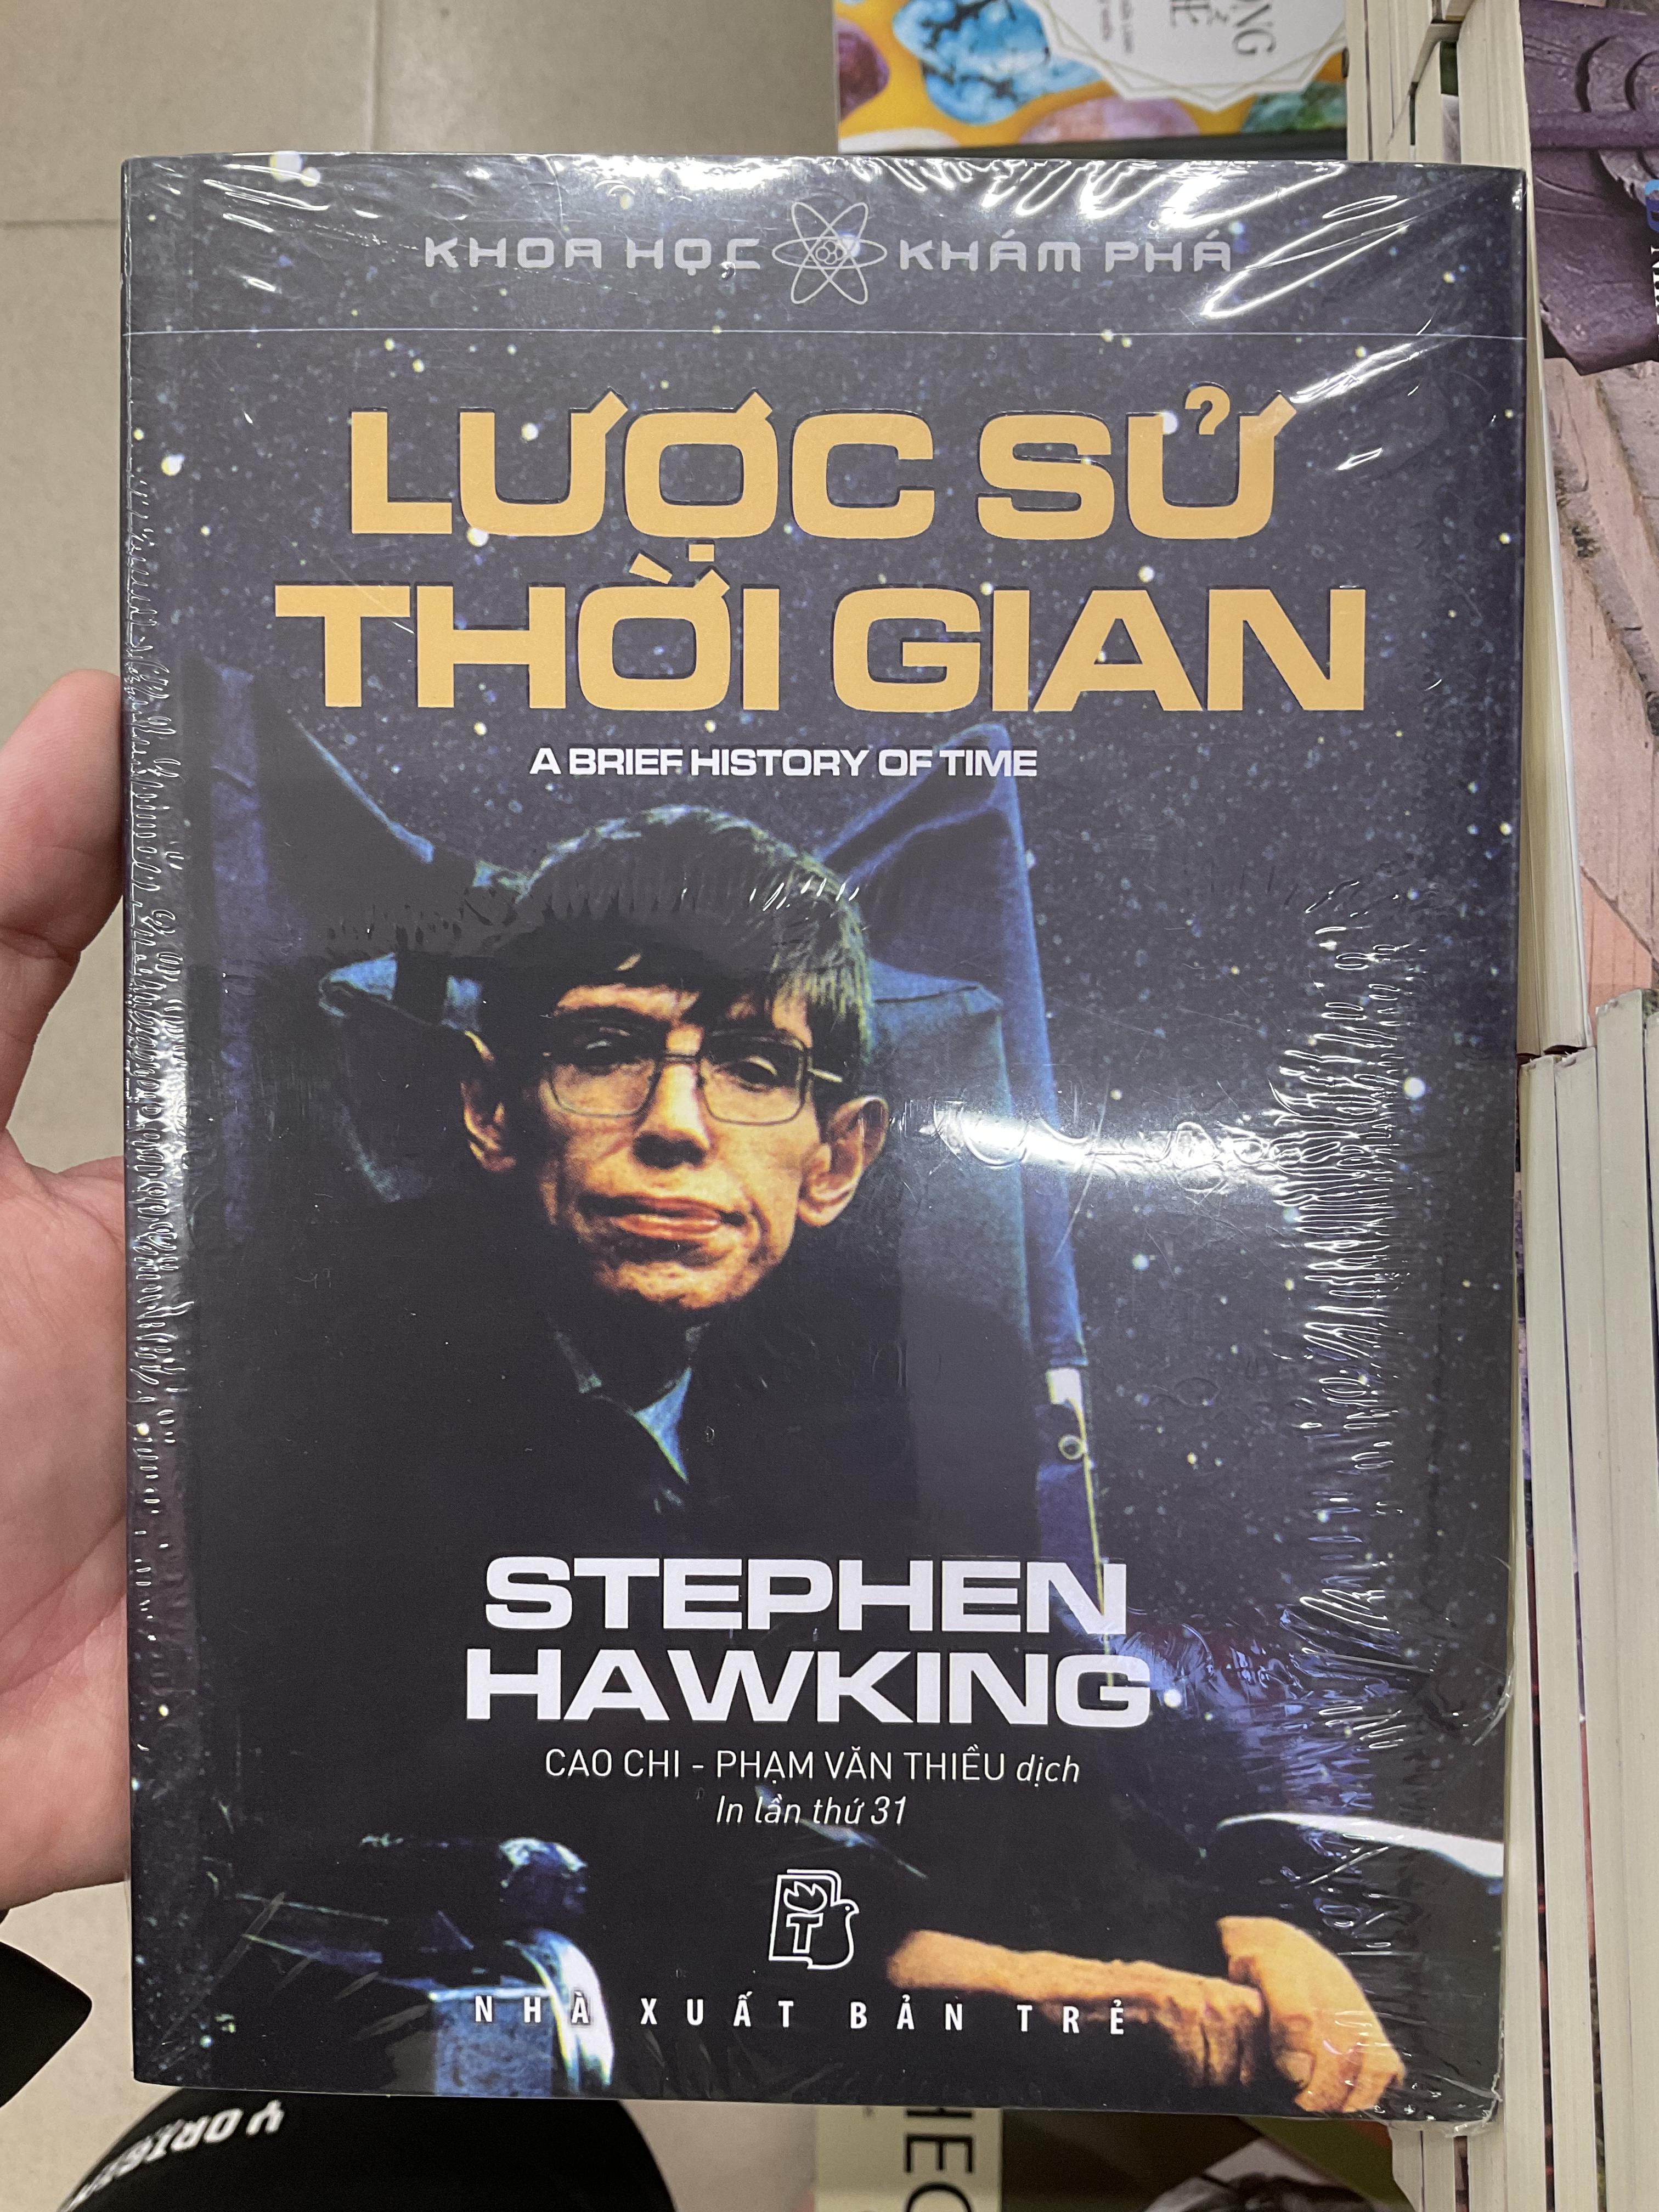 KHOA HỌC KHÁM PHÁ
LƯỢC SỬ
THỜI GIAN
A BRIEF HISTORY OF TIME
STEPHEN
HAWKING
CAO CHI - PHẠM VĂN THIỀU dịch
In lần thứ 31
T
NHÀ XUẤT BẢN TRẺ